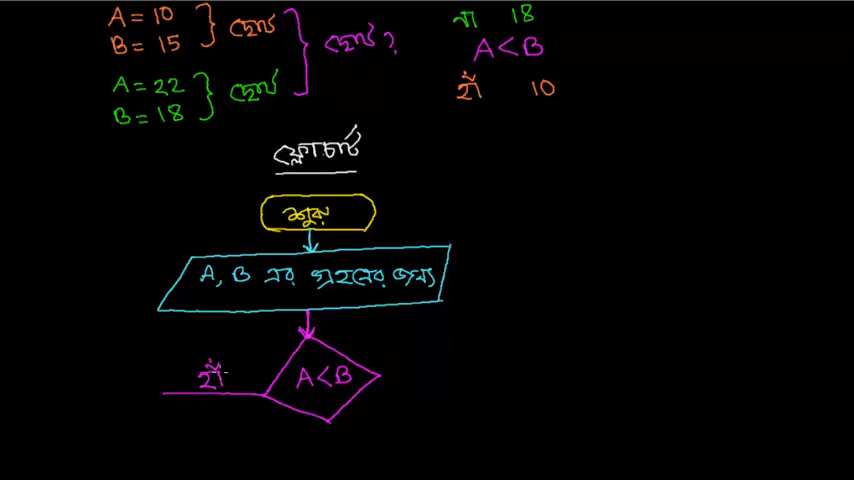 A = 10
B = 15
ছোট
A = 22
B = 18
ছোট
ছোট?
না 18
A < B
হাঁ 10
ফ্লোচার্ট
শুরু
A, B এর গ্রহনের জন্য
A < B
হাঁ